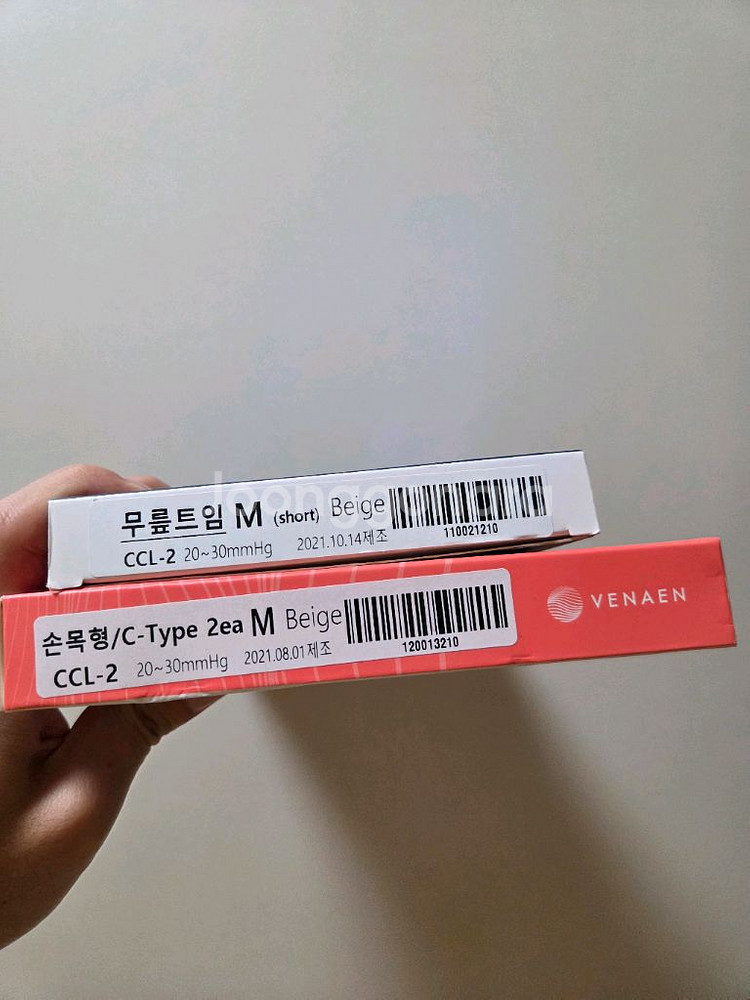 무릎트임 M (short) Beige
CCL-2 20~30mmHg 2021.10.14제조
110021210
joonggonara
손목형/C-Type 2ea M Beige
CCL-2 20~30mmHg 2021.08.01제조
120013210
VENAEN